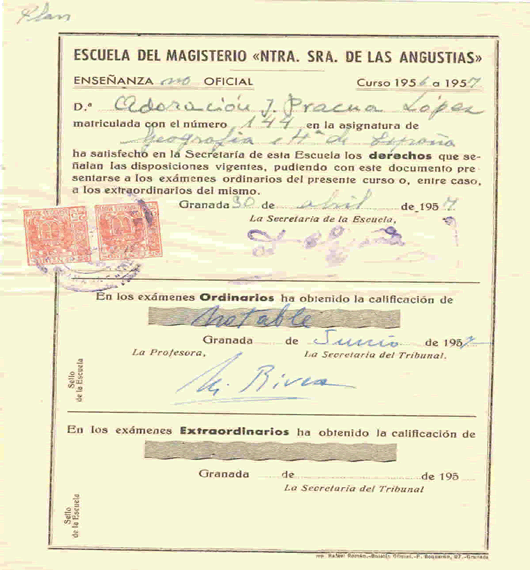 Plan
ESCUELA DEL MAGISTERIO «NTRA. SRA. DE LAS ANGUSTIAS»
ENSEÑANZA no OFICIAL Curso 1956 a 1957
D.ª Adoración J. Pracua López
matriculada con el número 144 en la asignatura de
Geografía e Hª de España
ha satisfecho en la Secretaría de esta Escuela los derechos que se-
ñalan las disposiciones vigentes, pudiendo con este documento pre-
sentarse a los exámenes ordinarios del presente curso o, entre caso,
a los extraordinarios del mismo.
Granada 30 de abril de 1957
La Secretaria de la Escuela,
En los exámenes Ordinarios ha obtenido la calificación de
Notable
Granada de Junio de 1957
La Profesora, La Secretaria del Tribunal.
Sello
de la Escuela
M. Rivera
En los exámenes Extraordinarios ha obtenido la calificación de
Granada de de 195
La Secretaria del Tribunal
Sello
de la Escuela